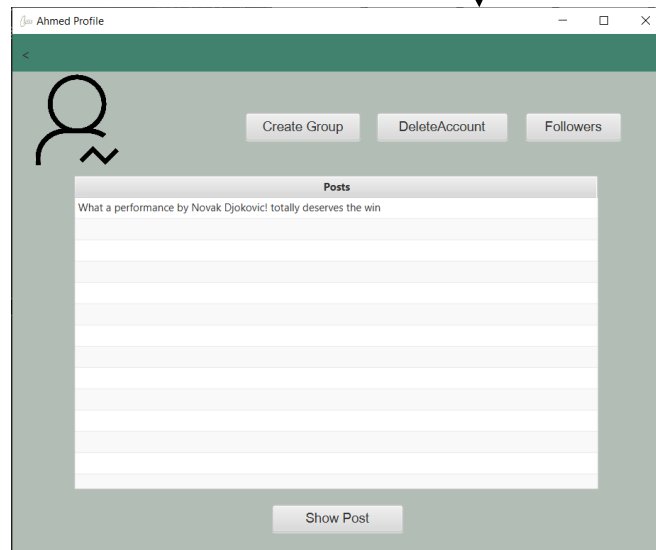 Ahmed Profile
<
Create Group
DeleteAccount
Followers
Posts
What a performance by Novak Djokovic! totally deserves the win
Show Post